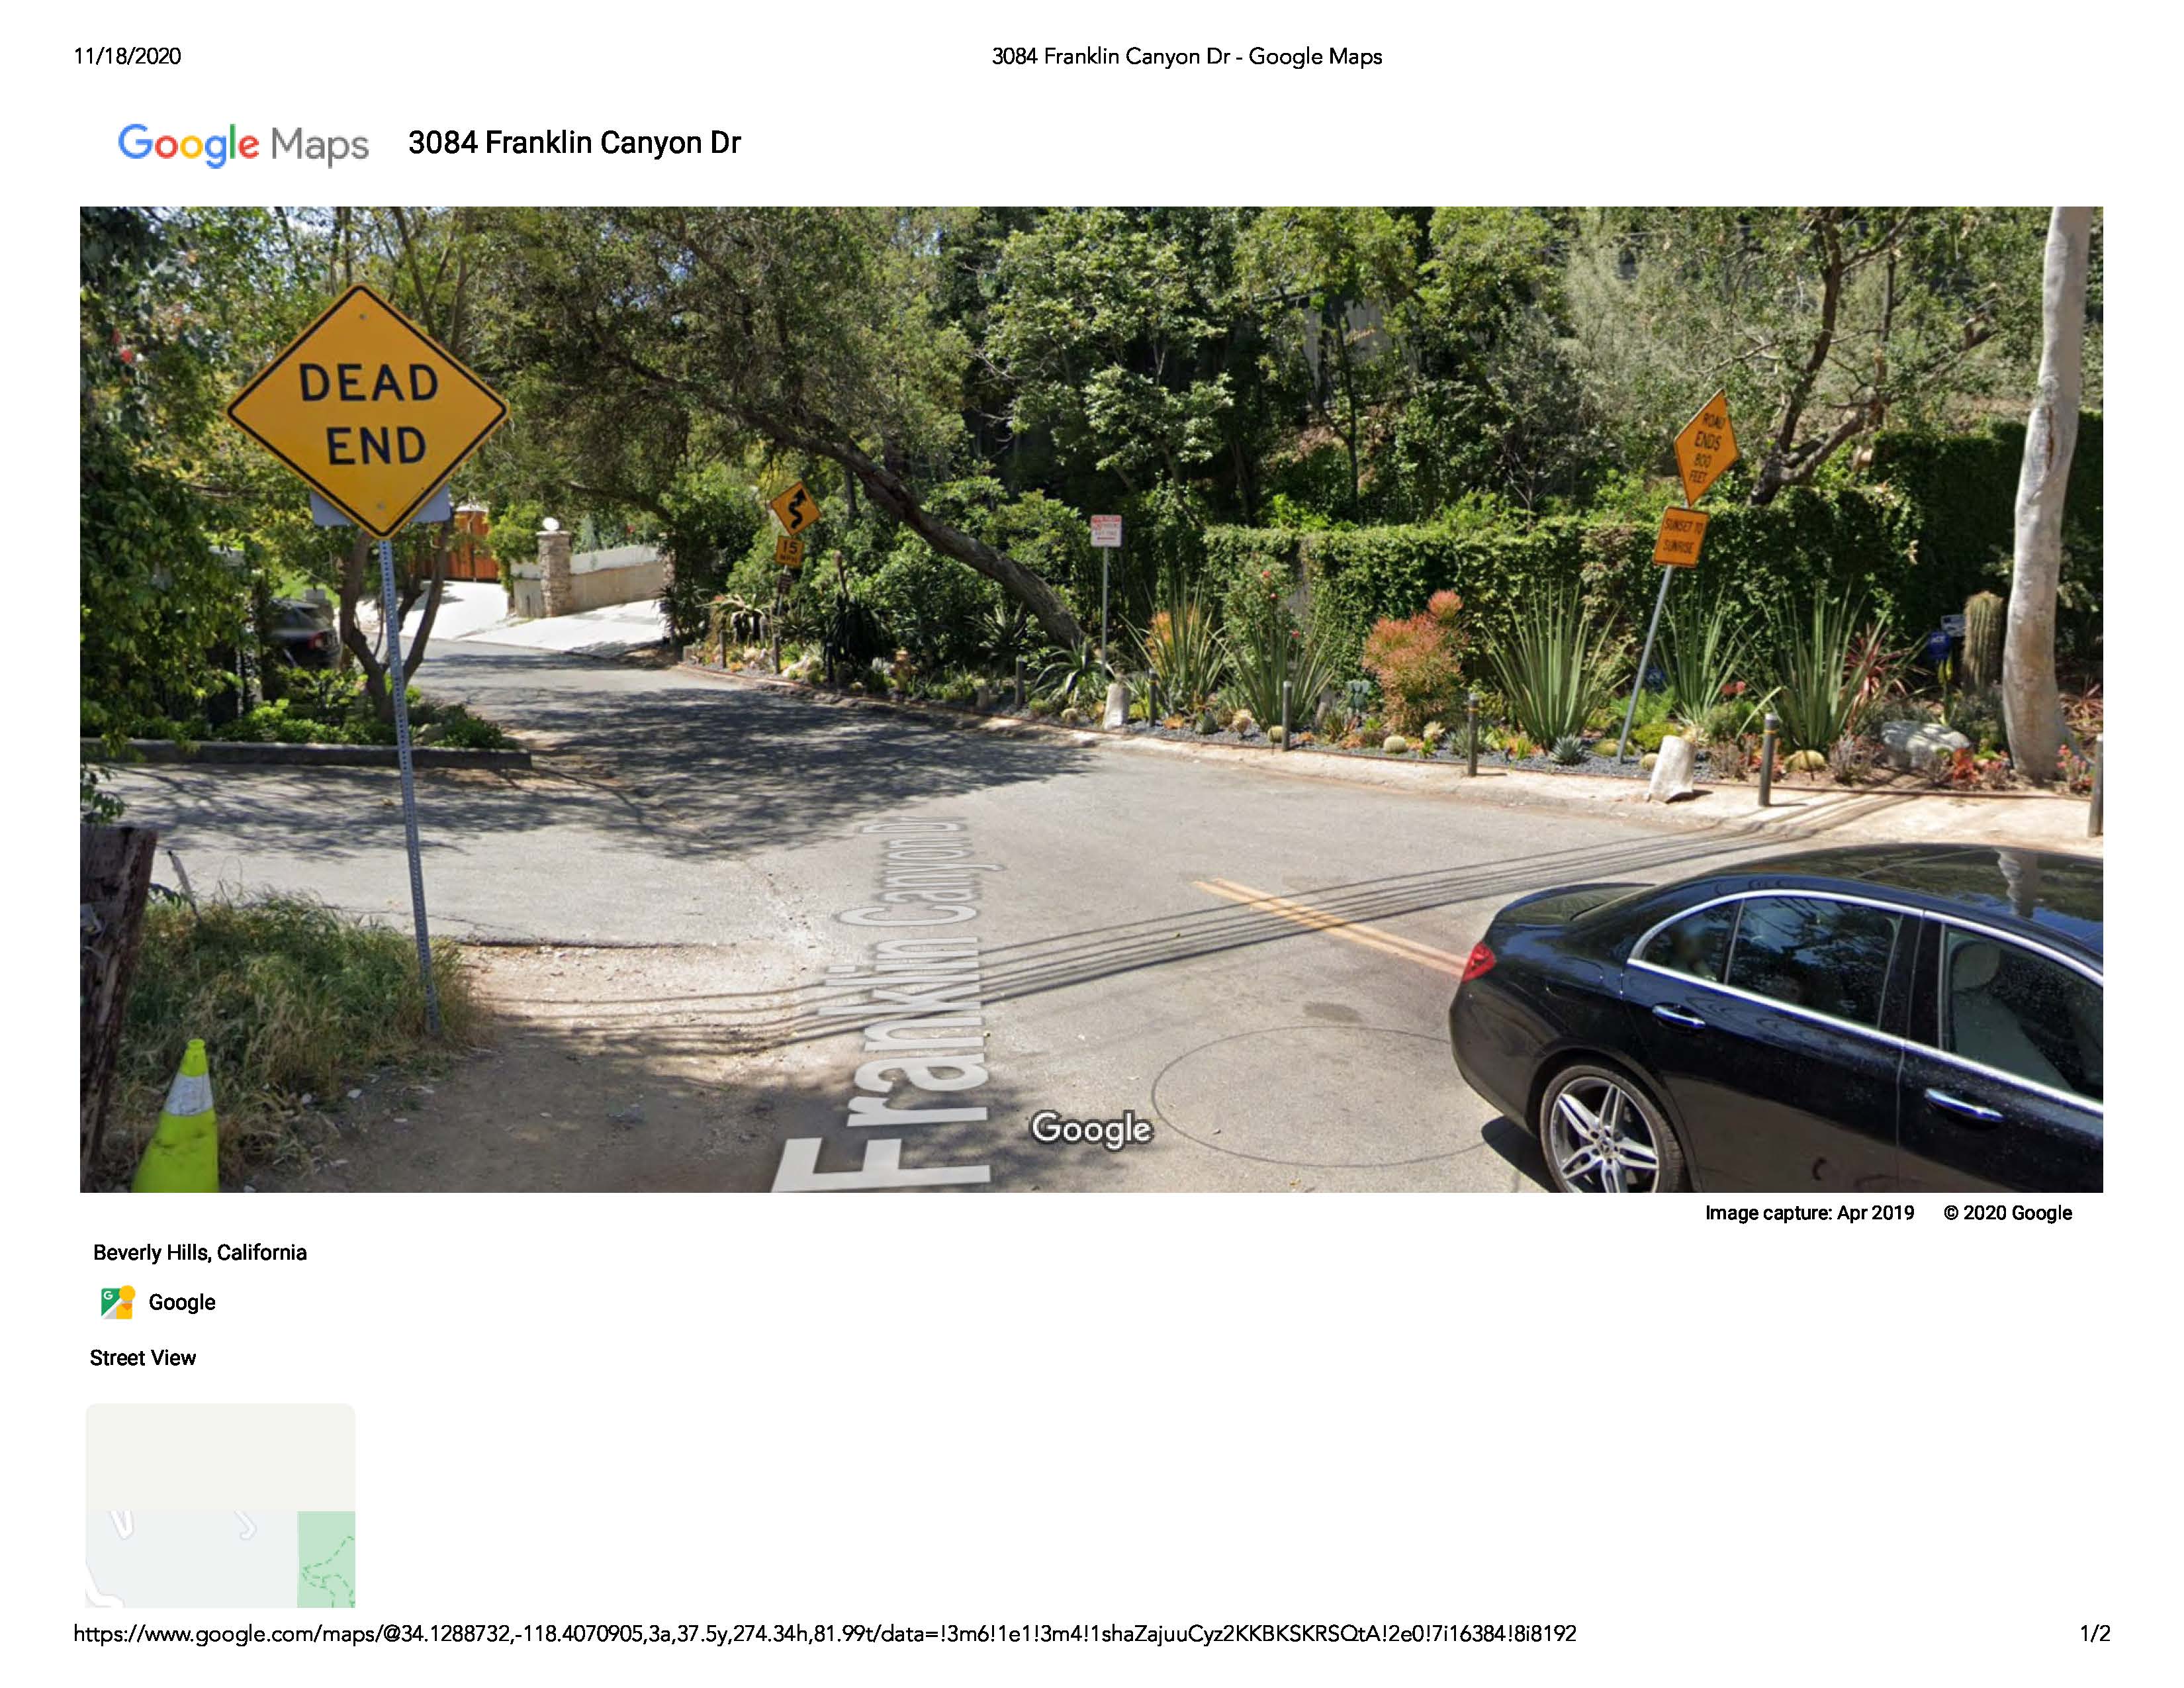 11/18/2020
3084 Franklin Canyon Dr - Google Maps
Google Maps
3084 Franklin Canyon Dr
DEAD
END
15
MPH
ROAD
ENDS
800
FEET
SUNSET TO
SUNRISE
Franklin Canyon Dr
Google
Image capture: Apr 2019 © 2020 Google
Beverly Hills, California
G
Google
Street View
https://www.google.com/maps/@34.1288732,-118.4070905,3a,37.5y,274.34h,81.99t/data=!3m6!1e1!3m4!1shaZajuuCyz2KKBKSKRSQtA!2e0!7i16384!8i8192
1/2